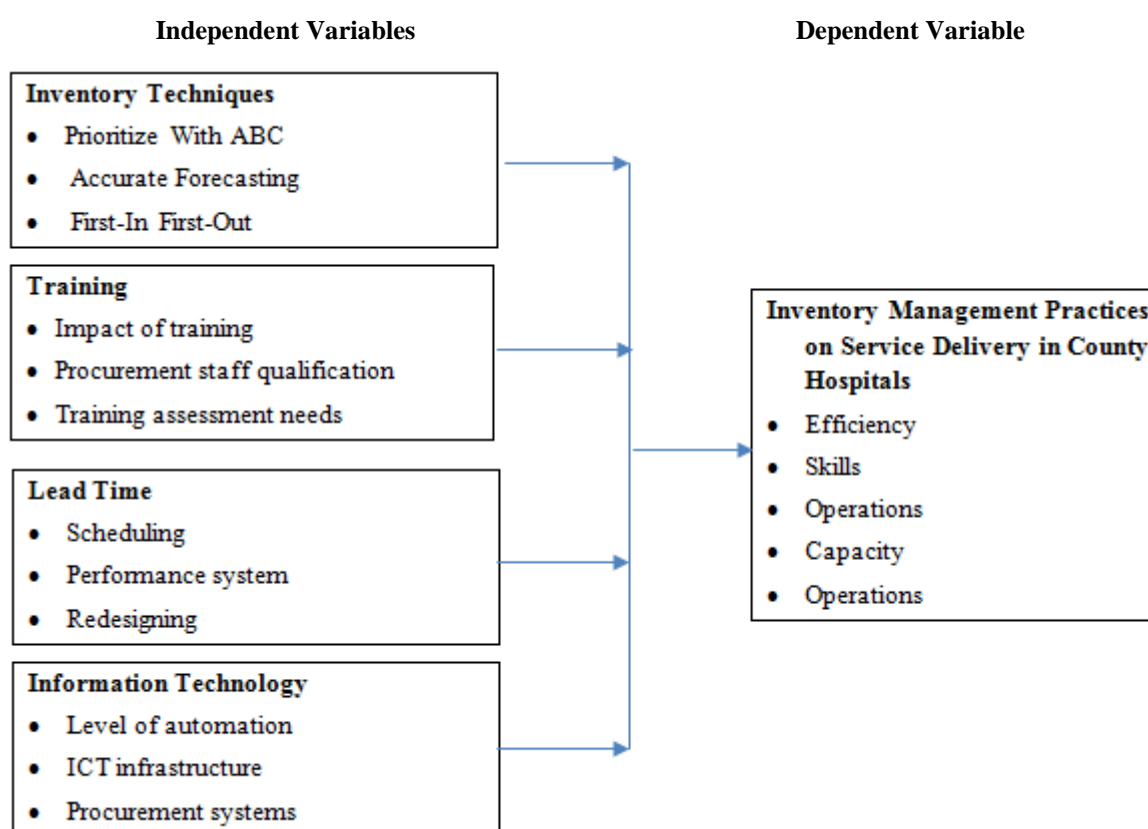 Independent Variables
Dependent Variable
Inventory Techniques
• Prioritize With ABC
• Accurate Forecasting
• First-In First-Out
Training
• Impact of training
• Procurement staff qualification
• Training assessment needs
Lead Time
• Scheduling
• Performance system
• Redesigning
Information Technology
• Level of automation
• ICT infrastructure
• Procurement systems
Inventory Management Practices
on Service Delivery in County
Hospitals
• Efficiency
• Skills
• Operations
• Capacity
• Operations